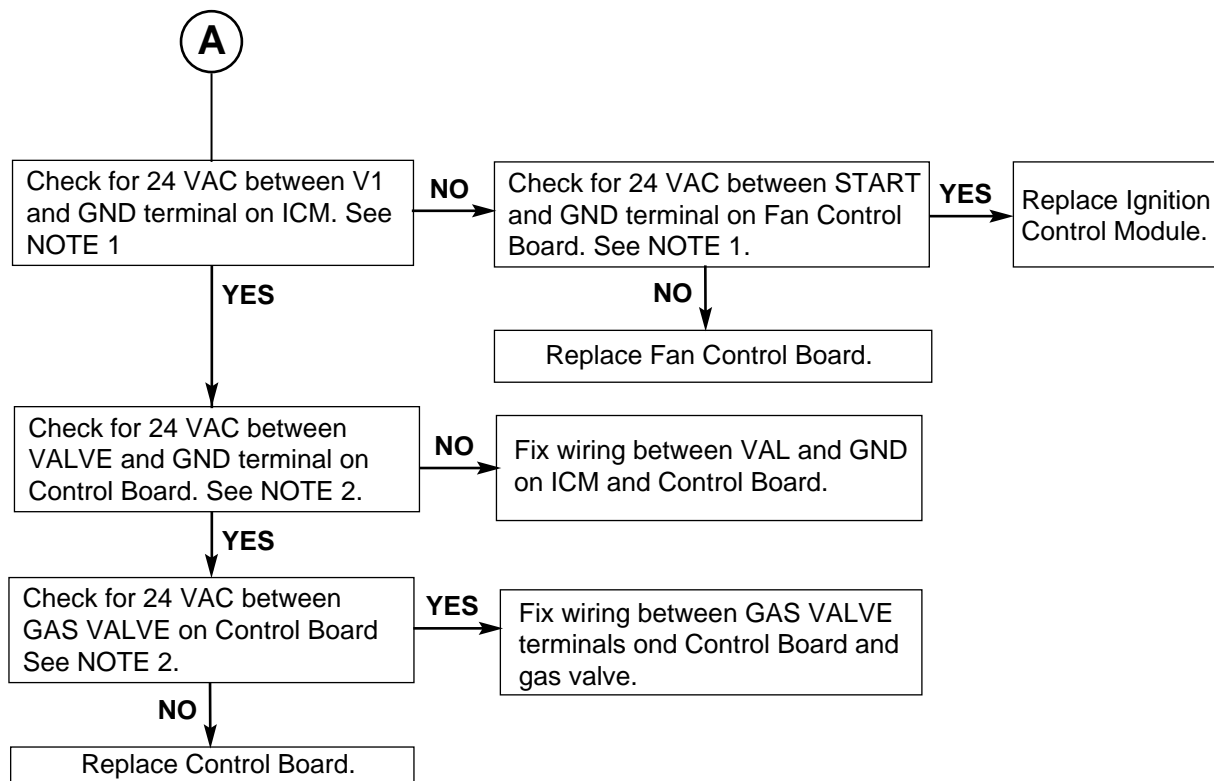 A
Check for 24 VAC between V1
and GND terminal on ICM. See
NOTE 1
NO
Check for 24 VAC between START
and GND terminal on Fan Control
Board. See NOTE 1.
YES
Replace Ignition
Control Module.
YES
NO
Replace Fan Control Board.
Check for 24 VAC between
VALVE and GND terminal on
Control Board. See NOTE 2.
NO
Fix wiring between VAL and GND
on ICM and Control Board.
YES
Check for 24 VAC between
GAS VALVE on Control Board
See NOTE 2.
YES
Fix wiring between GAS VALVE
terminals ond Control Board and
gas valve.
NO
Replace Control Board.